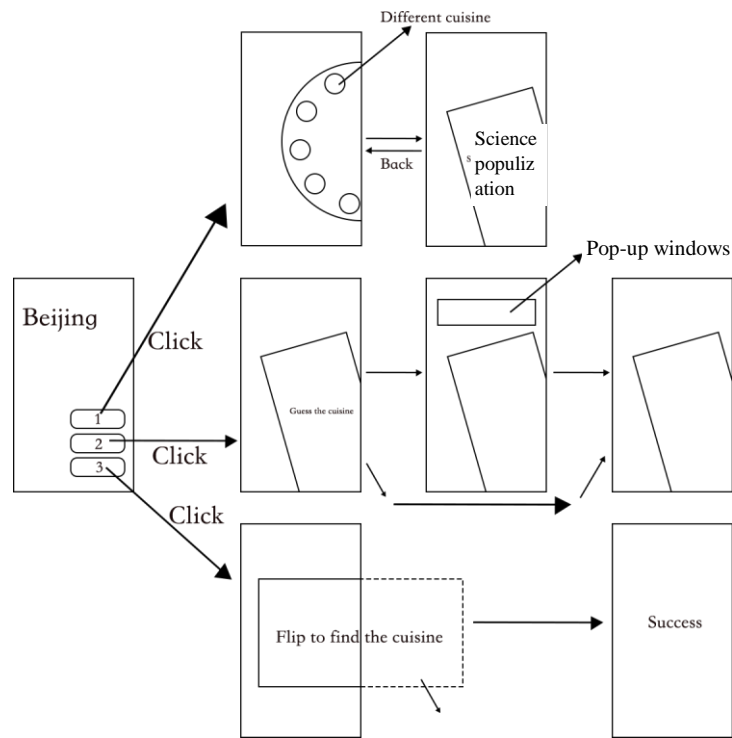 Different cuisine
Science
s populiz
ation
Back
Pop-up windows
Beijing
Click
1
2
3
Click
Click
Guess the cuisine
Flip to find the cuisine
Success